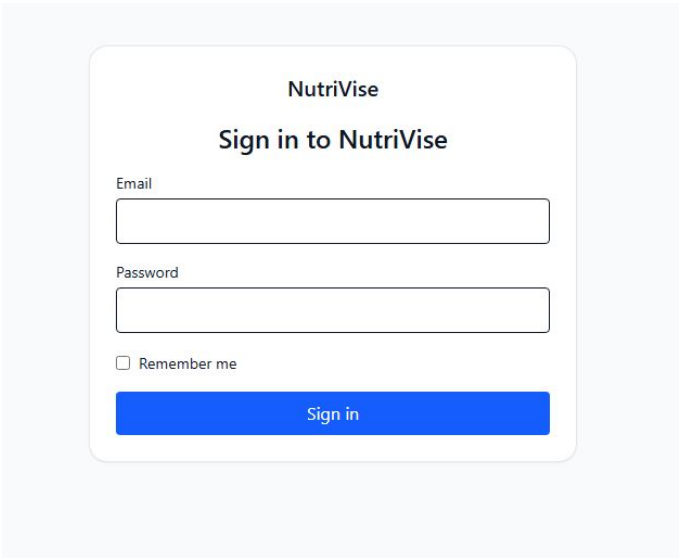 NutriVise
Sign in to NutriVise
Email
Password
Remember me
Sign in